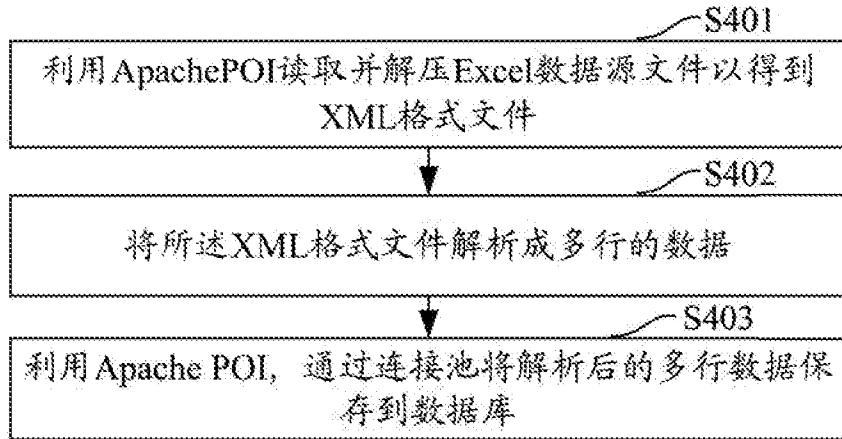 S401
利用ApachePOI读取并解压Excel数据源文件以得到
XML格式文件
S402
将所述XML格式文件解析成多行的数据
S403
利用Apache POI，通过连接池将解析后的多行数据保
存到数据库